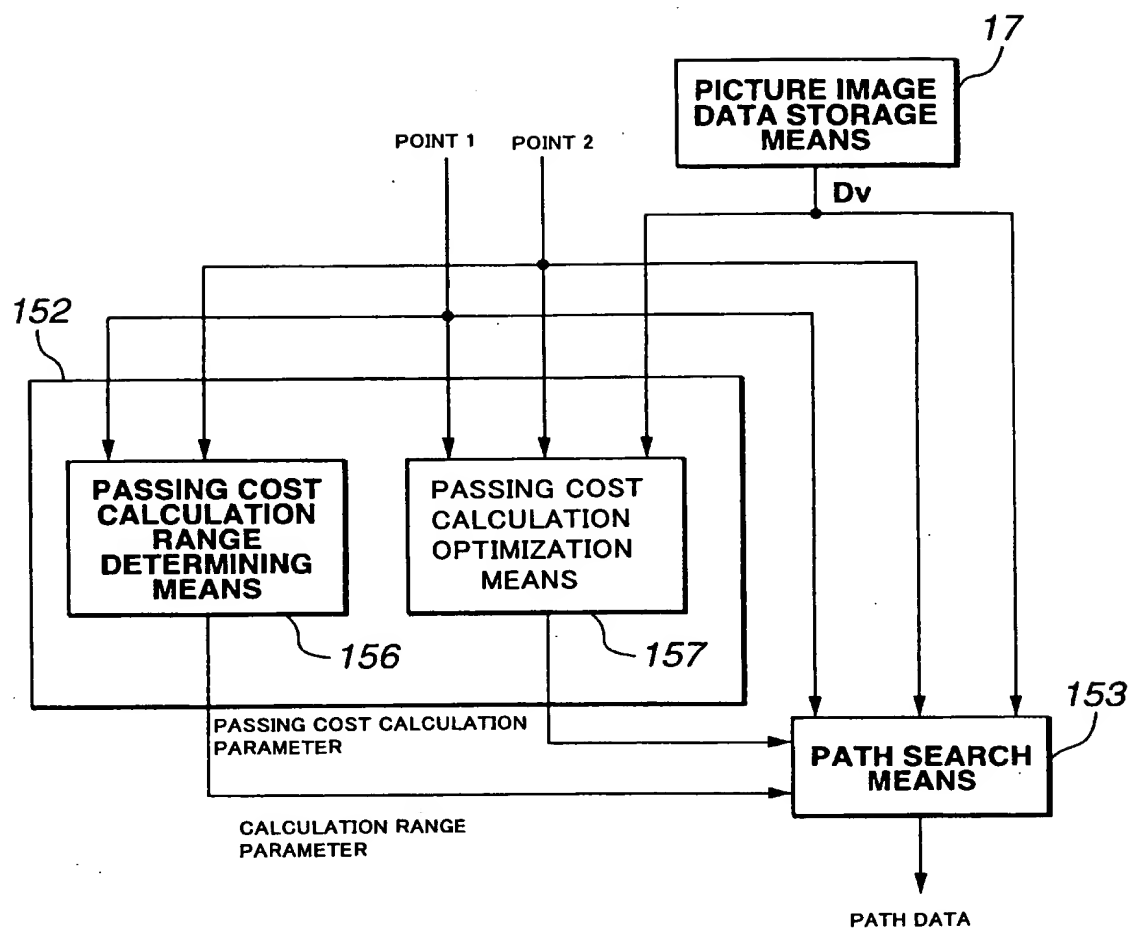 17
PICTURE IMAGE
DATA STORAGE
MEANS
POINT 1
POINT 2
Dv
152
PASSING COST
CALCULATION
RANGE
DETERMINING
MEANS
PASSING COST
CALCULATION
OPTIMIZATION
MEANS
156
157
153
PASSING COST CALCULATION
PARAMETER
PATH SEARCH
MEANS
CALCULATION RANGE
PARAMETER
PATH DATA